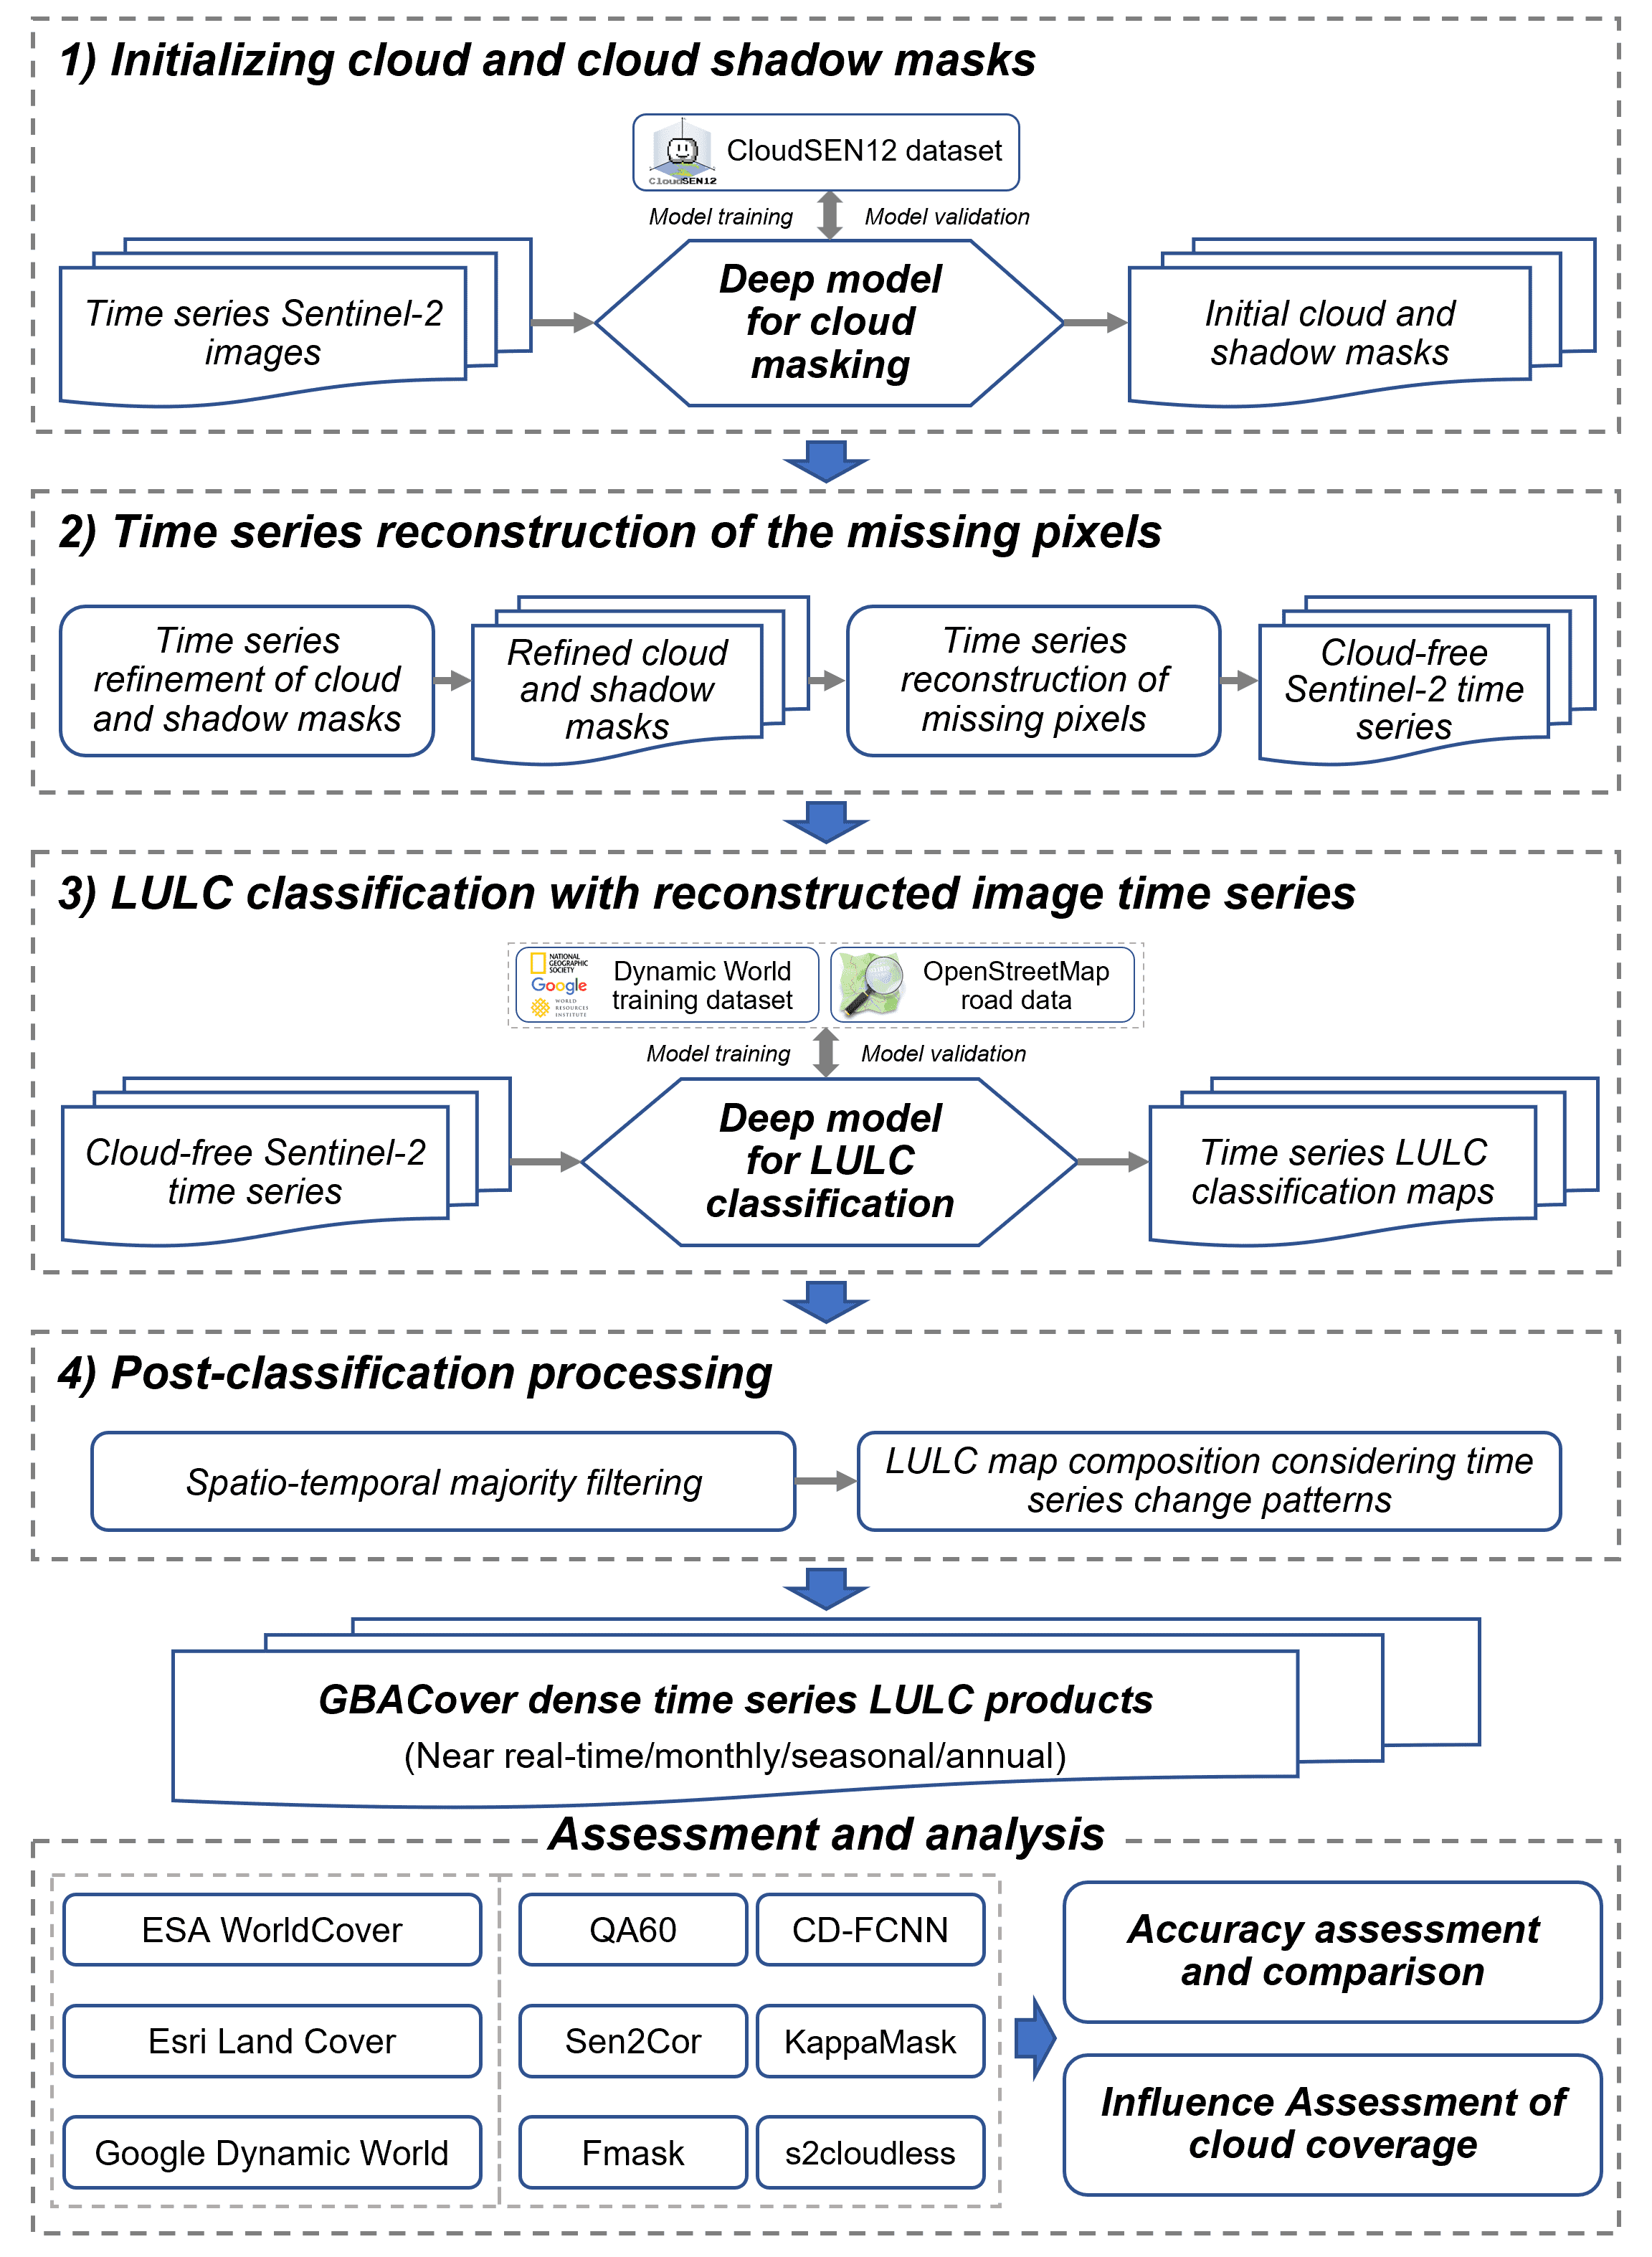 1) Initializing cloud and cloud shadow masks
CloudSEN12
CloudSEN12 dataset
Model training
Model validation
Time series Sentinel-2
images
Deep model
for cloud
masking
Initial cloud and
shadow masks
2) Time series reconstruction of the missing pixels
Time series
refinement of cloud
and shadow masks
Refined cloud
and shadow
masks
Time series
reconstruction of
missing pixels
Cloud-free
Sentinel-2 time
series
3) LULC classification with reconstructed image time series
NATIONAL
GEOGRAPHIC
SOCIETY
Google
WORLD
RESOURCES
INSTITUTE
Dynamic World
training dataset
OpenStreetMap
road data
Model training
Model validation
Cloud-free Sentinel-2
time series
Deep model
for LULC
classification
Time series LULC
classification maps
4) Post-classification processing
Spatio-temporal majority filtering
LULC map composition considering time
series change patterns
GBACover dense time series LULC products
(Near real-time/monthly/seasonal/annual)
Assessment and analysis
ESA WorldCover
Esri Land Cover
Google Dynamic World
QA60
CD-FCNN
Sen2Cor
KappaMask
Fmask
s2cloudless
Accuracy assessment
and comparison
Influence Assessment of
cloud coverage